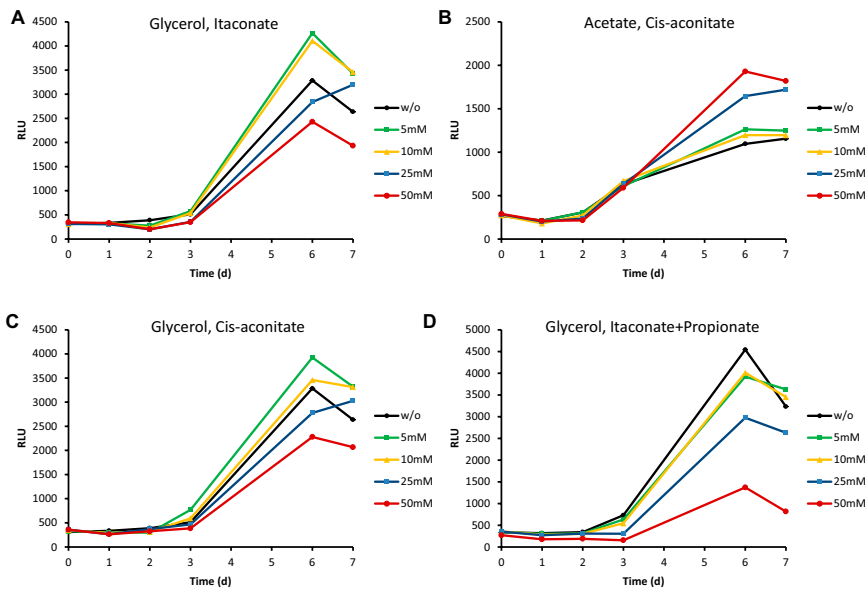 A
Glycerol, Itaconate
4500
4000
3500
3000
2500
2000
1500
1000
500
0
RLU
0 1 2 3 4 5 6 7
Time (d)
w/o
5mM
10mM
25mM
50mM
B
Acetate, Cis-aconitate
2500
2000
1500
1000
500
0
RLU
0 1 2 3 4 5 6 7
Time (d)
w/o
5mM
10mM
25mM
50mM
C
Glycerol, Cis-aconitate
4500
4000
3500
3000
2500
2000
1500
1000
500
0
RLU
0 1 2 3 4 5 6 7
Time (d)
w/o
5mM
10mM
25mM
50mM
D
Glycerol, Itaconate+Propionate
5000
4500
4000
3500
3000
2500
2000
1500
1000
500
0
RLU
0 1 2 3 4 5 6 7
Time (d)
w/o
5mM
10mM
25mM
50mM